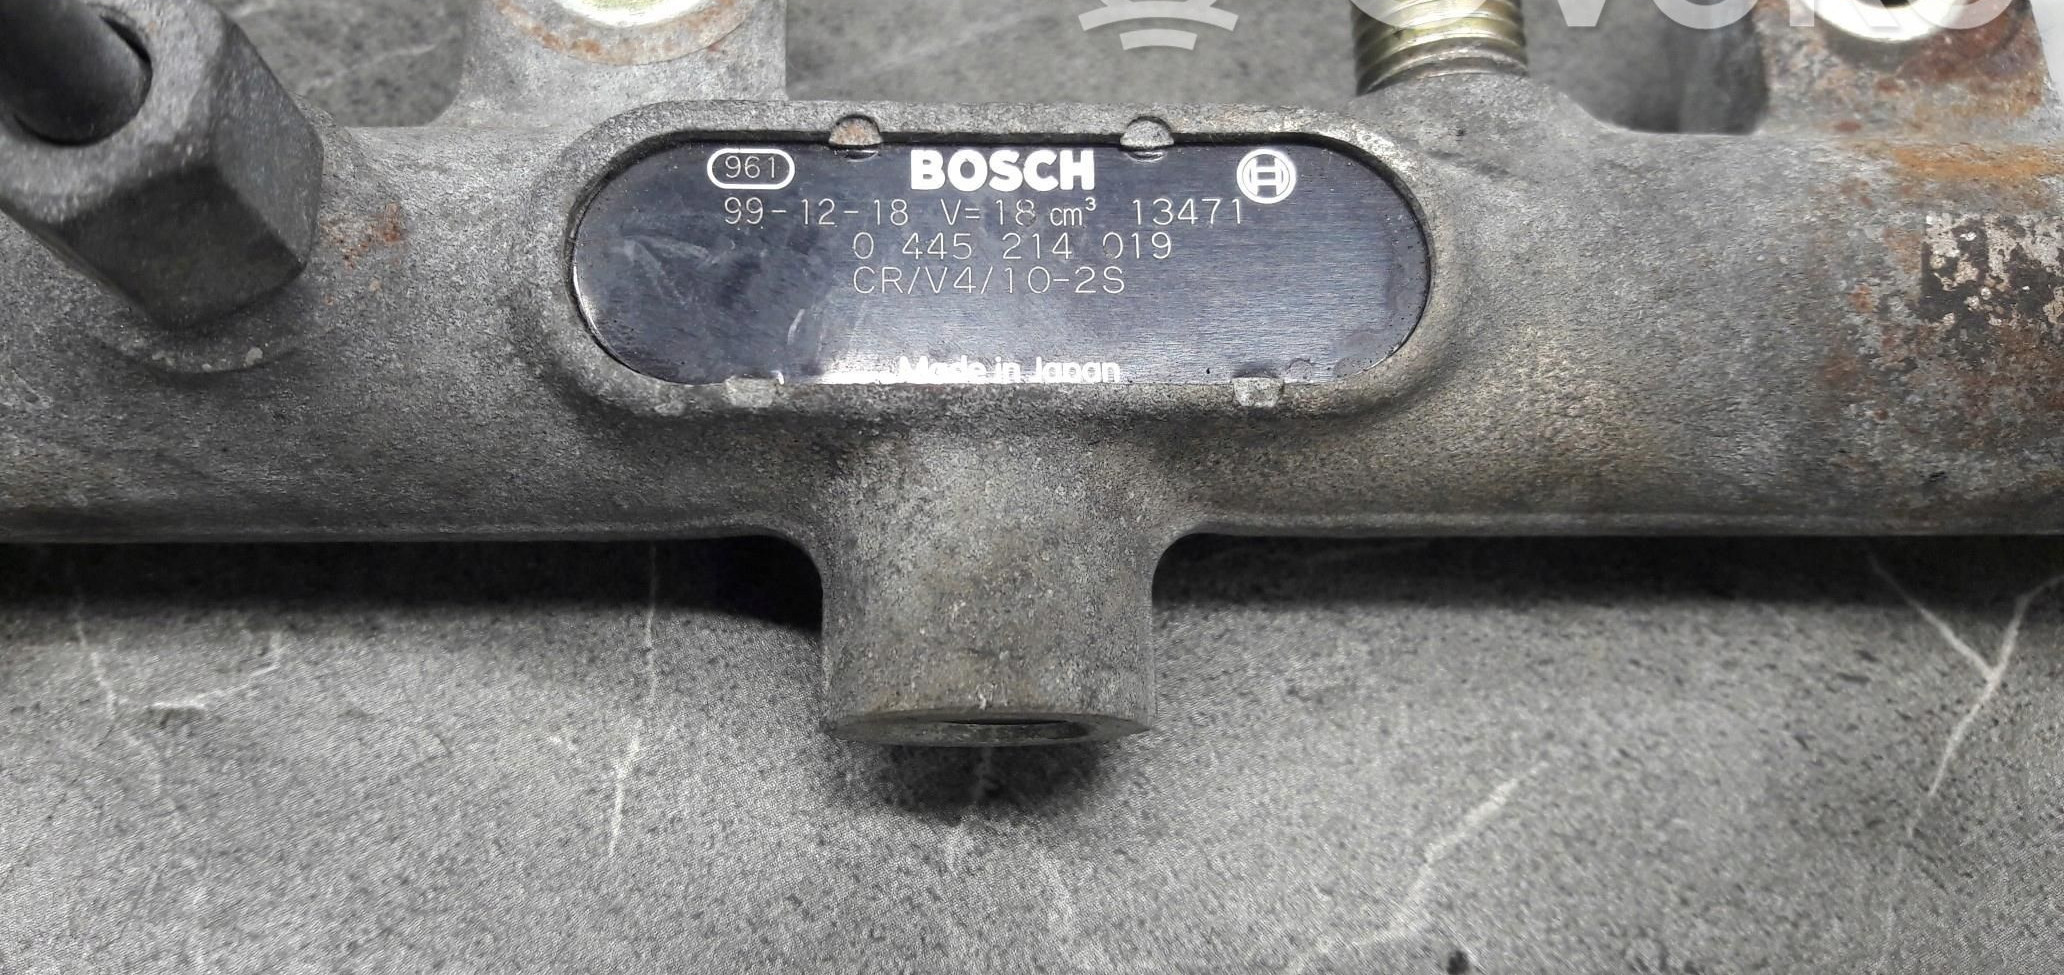 961 BOSCH
99-12-18 V=18 cm³ 13471
0 445 214 019
CR/V4/10-2S
Made in Japan